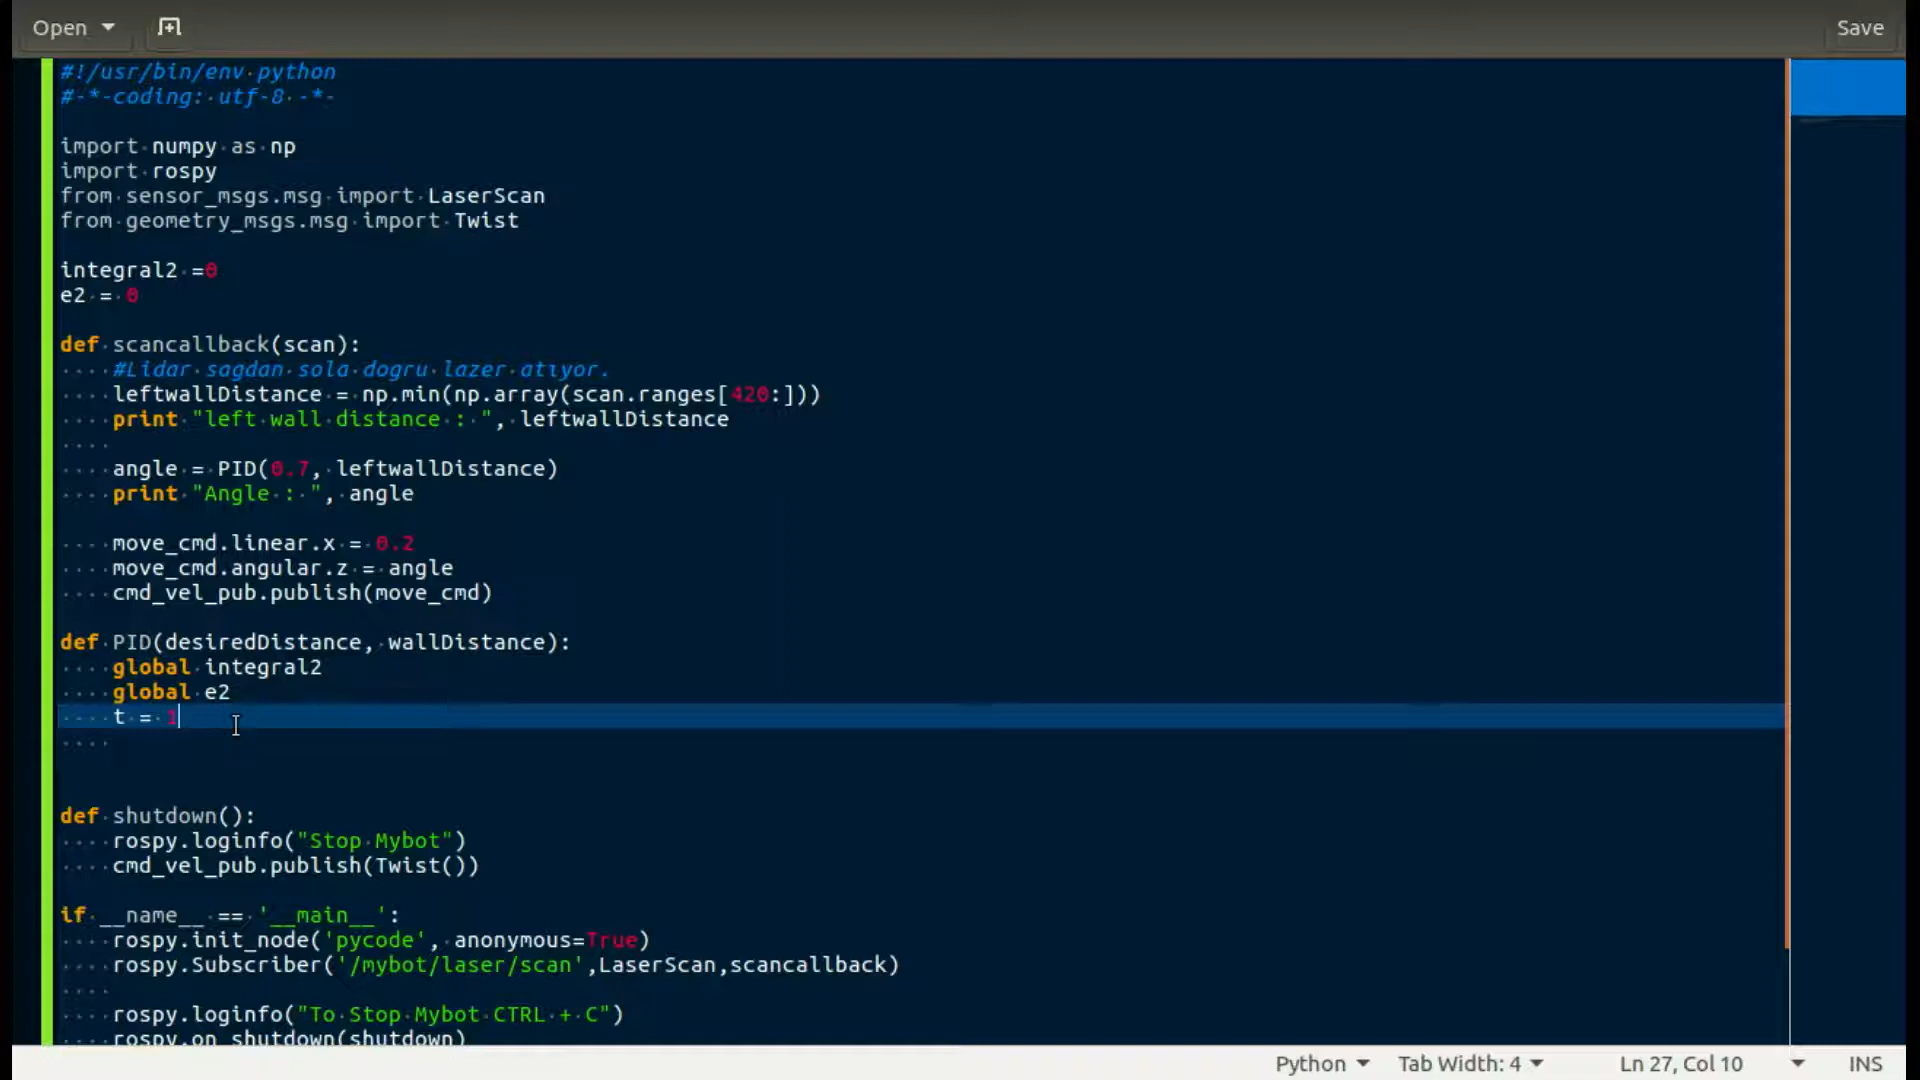 Open
Save
#!/usr/bin/env python
#-*-coding: utf-8 -*-
import numpy as np
import rospy
from sensor_msgs.msg import LaserScan
from geometry_msgs.msg import Twist
integral2 =0
e2 = 0
def scancallback(scan):
#Lidar sagdan sola dogru lazer atıyor.
leftwallDistance = np.min(np.array(scan.ranges[420:]))
print "left wall distance : ", leftwallDistance
angle = PID(0.7, leftwallDistance)
print "Angle : ", angle
move_cmd.linear.x = 0.2
move_cmd.angular.z = angle
cmd_vel_pub.publish(move_cmd)
def PID(desiredDistance, wallDistance):
global integral2
global e2
t = 1
def shutdown():
rospy.loginfo("Stop Mybot")
cmd_vel_pub.publish(Twist())
if __name__ == '__main__':
rospy.init_node('pycode', anonymous=True)
rospy.Subscriber('/mybot/laser/scan',LaserScan,scancallback)
rospy.loginfo("To Stop Mybot CTRL + C")
rospy.on_shutdown(shutdown)
Python Tab Width: 4 Ln 27, Col 10 INS